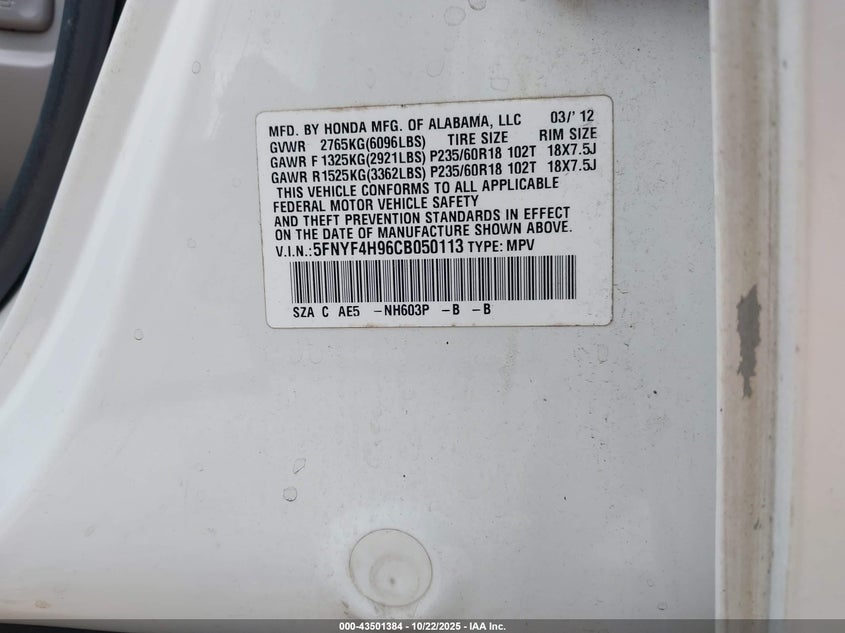 MFD. BY HONDA MFG. OF ALABAMA, LLC 03/' 12
GVWR 2765KG(6096LBS) TIRE SIZE RIM SIZE
GAWR F 1325KG(2921LBS) P235/60R18 102T 18X7.5J
GAWR R1525KG(3362LBS) P235/60R18 102T 18X7.5J
THIS VEHICLE CONFORMS TO ALL APPLICABLE
FEDERAL MOTOR VEHICLE SAFETY
AND THEFT PREVENTION STANDARDS IN EFFECT
ON THE DATE OF MANUFACTURE SHOWN ABOVE.
V.I.N.:5FNYF4H96CB050113 TYPE: MPV
SZA C AE5 -NH603P -B -B
000-43501384 - 10/22/2025 - IAA Inc.